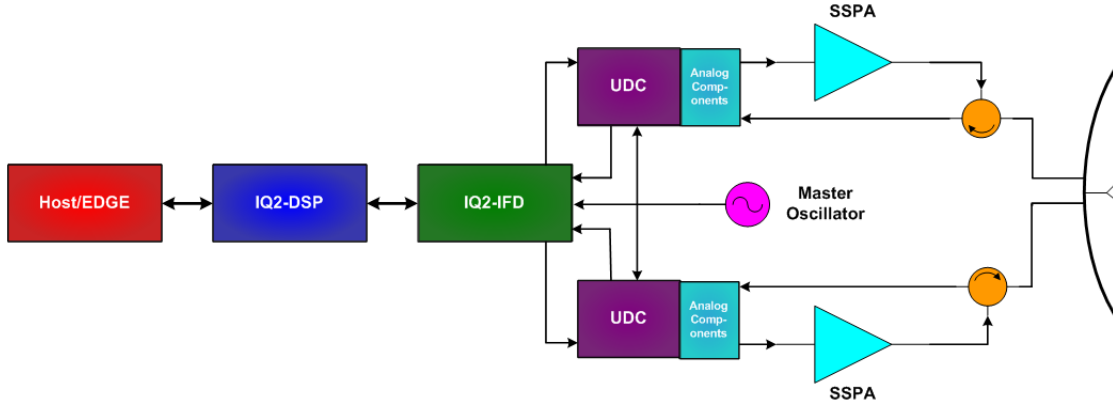 SSPA
UDC
Analog
Comp-
onents
Host/EDGE
IQ2-DSP
IQ2-IFD
Master
Oscillator
UDC
Analog
Comp-
onents
SSPA